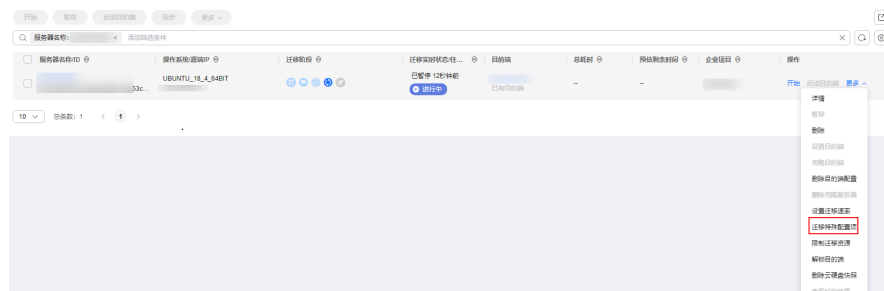 开始 暂停 启动目的端 同步 更多
服务器名称: × 添加筛选条件
服务器名称/ID 操作系统/源端IP 迁移阶段 迁移实时状态/任... 目的端 总耗时 预估剩余时间 企业项目 操作
UBUNTU_18_4_64BIT 已暂停 12秒钟前 -- -- 开始 启动目的端 更多
53c... 进行中 已有目的端
详情
10 总条数: 1 < 1 >
暂停
删除
设置目的端
克隆目的端
删除目的端配置
删除克隆服务器
设置迁移速率
迁移特殊配置项
限制迁移资源
解锁目的端
删除云硬盘快照